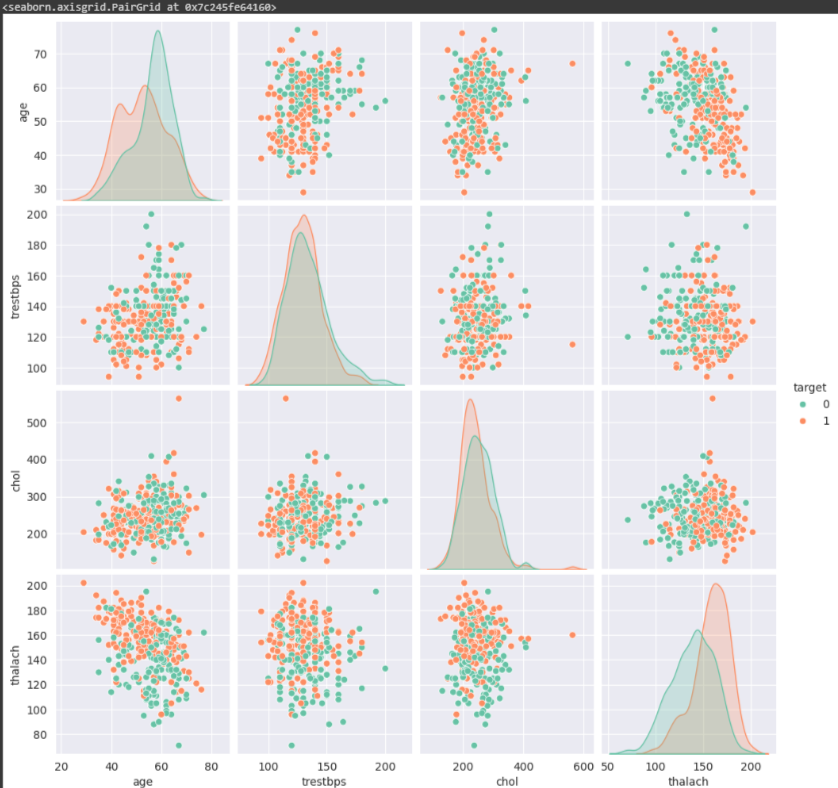 <seaborn.axisgrid.PairGrid at 0x7c245fe64160>
70
60
50
40
30
age
200
180
160
140
120
100
trestbps
500
400
300
200
chol
target
0
1
200
180
160
140
120
100
80
thalach
20 40 60 80
100 150 200
200 400 600
50 100 150 200
age
trestbps
chol
thalach